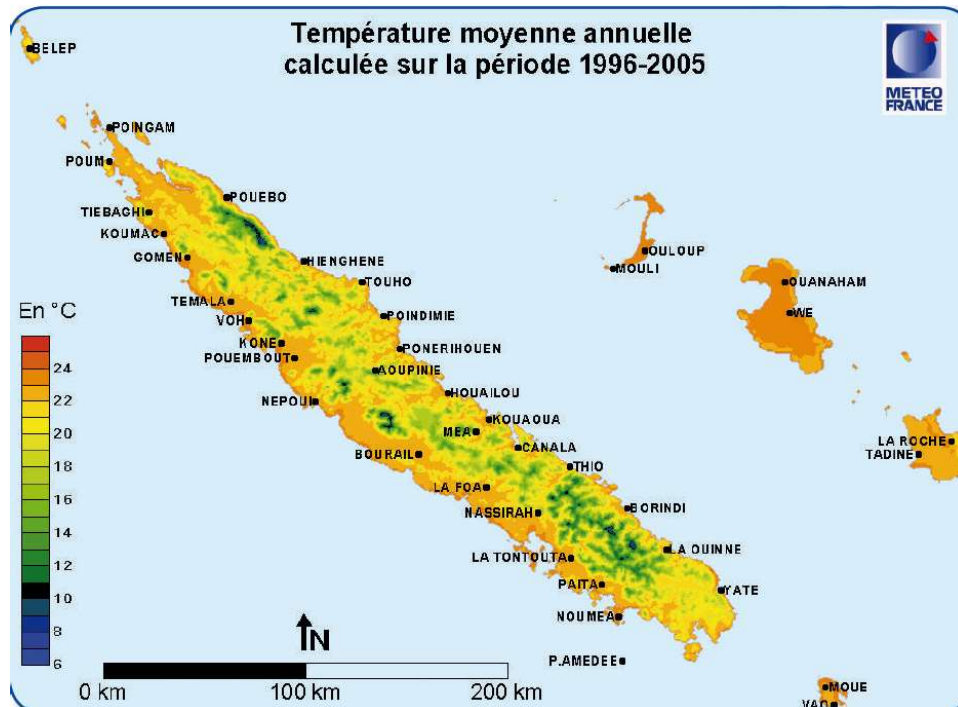 Température moyenne annuelle
calculée sur la période 1996-2005
METEO
FRANCE
BELEP
POINGAM
POUM
POUEBO
TIEBAGHI
KOUMAC
GOMEN
HIENGHENE
OULOUP
MOULI
TOUHO
OUANAHAM
TEMALA
En °C
VOH
POINDIMIE
WE
KONE
PONERIHOUEN
POUEMBOUT
24
AOUPINIE
22
NEPOUI
HOUAILOU
20
KOUAOUA
MEA
18
CANALA
LA ROCHE
BOURAIL
TADINE
16
THIO
LA FOA
14
NASSIRAH
BORINDI
12
LA TONTOUTA
LA OUINNE
10
PAITA
YATE
8
NOUMEA
N
6
P.AMEDEE
0 km
100 km
200 km
MOUE
VAO